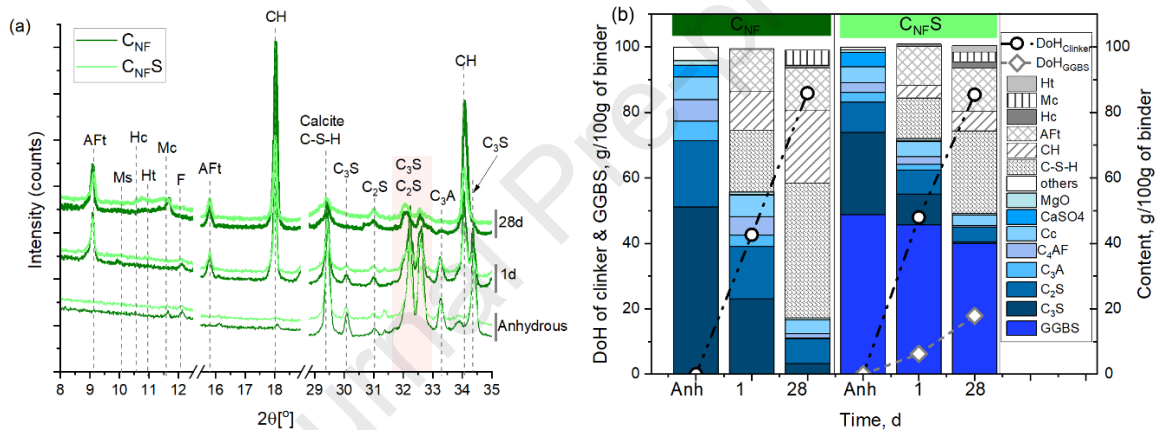 (a)
C_NF
C_NFS
CH
CH
AFt
Hc
Ms
Ht
Mc
F
AFt
Calcite
C-S-H
C₃S
C₂S
C₃S
C₂S
C₃A
C₃S
28d
1d
Anhydrous
Intensity (counts)
8 9 10 11 12 16 18 29 30 31 32 33 34 35
2θ[°]
(b)
C_NF
C_NFS
DoH_Clinker
DoH_GGBS
Ht
Mc
Hc
AFt
CH
C-S-H
others
MgO
CaSO4
Cc
C₄AF
C₃A
C₂S
C₃S
GGBS
DoH of clinker & GGBS, g/100g of binder
100
80
60
40
20
0
Content, g/100g of binder
100
80
60
40
20
0
Anh 1 28 Anh 1 28
Time, d
urnal Pre-pr